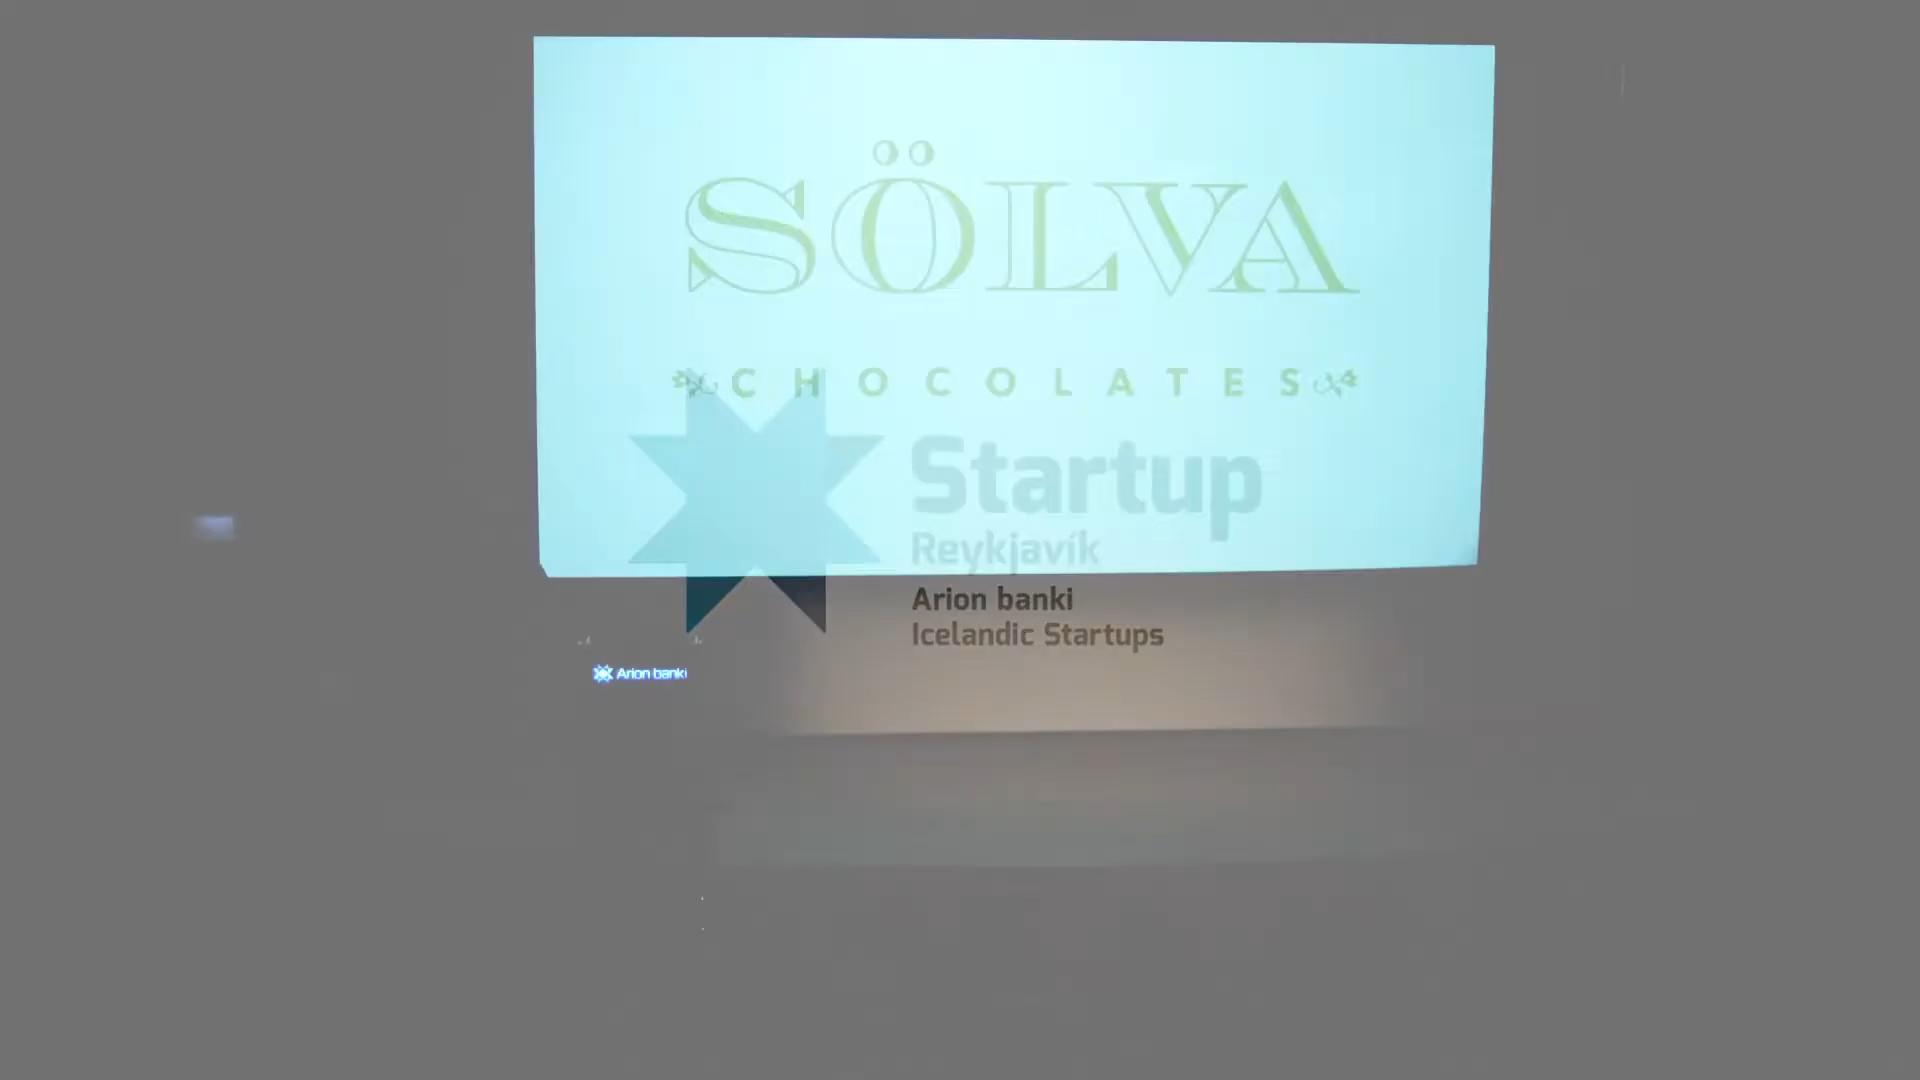 SÖLVA
CHOCOLATES
Startup
Reykjavík
Arion banki
Icelandic Startups
Arion banki